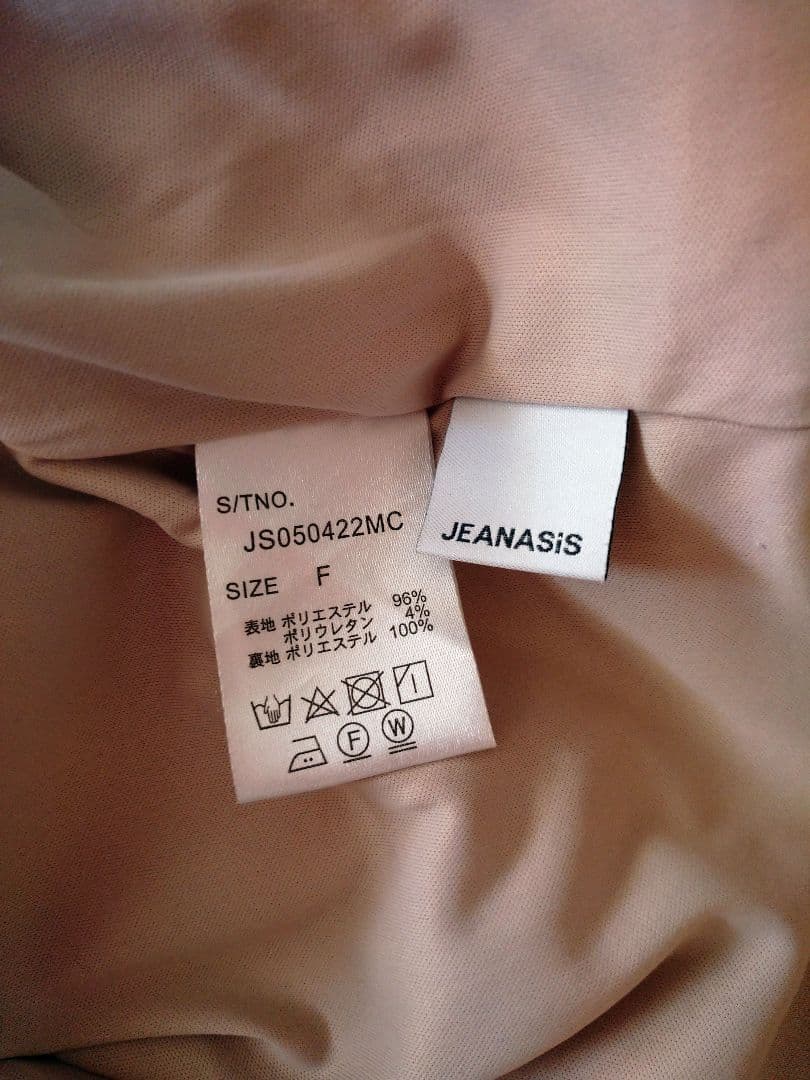 S/TNO.
JS050422MC
SIZE F
表地 ポリエステル 96%
ポリウレタン 4%
裏地 ポリエステル 100%
F W
JEANASiS